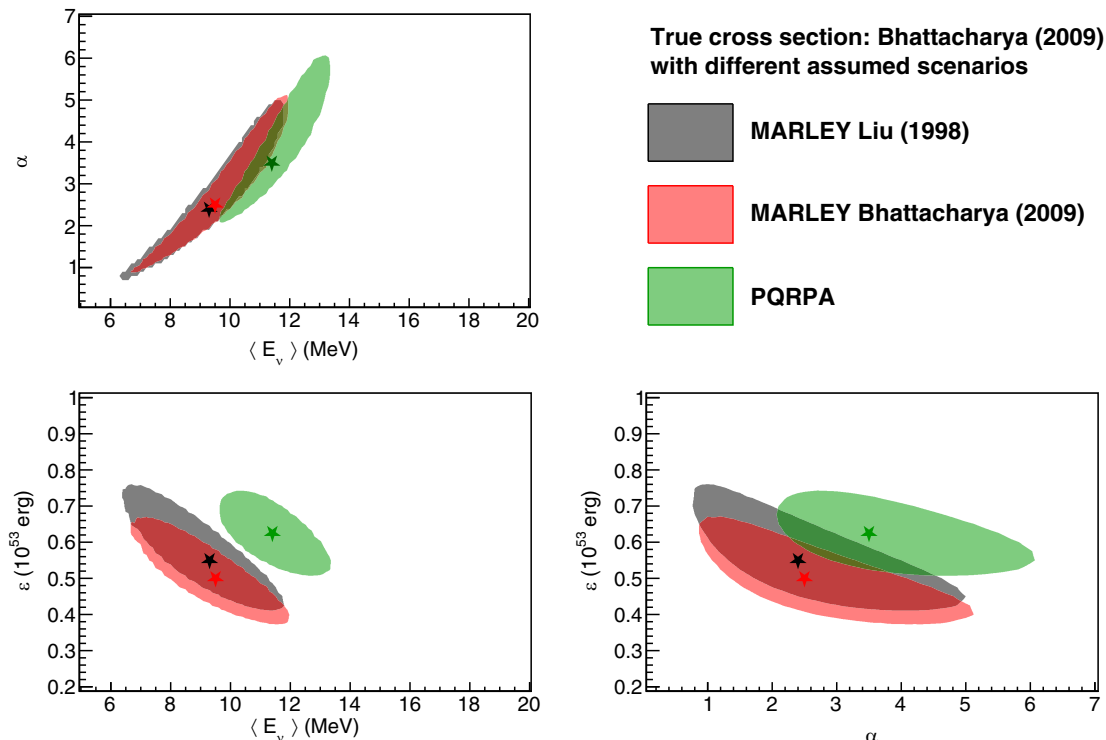 7
6
5
4
3
2
1
α
6 8 10 12 14 16 18 20
⟨ E_ν ⟩ (MeV)
True cross section: Bhattacharya (2009)
with different assumed scenarios
MARLEY Liu (1998)
MARLEY Bhattacharya (2009)
PQRPA
1
0.9
0.8
0.7
0.6
0.5
0.4
0.3
0.2
ε (10^53 erg)
6 8 10 12 14 16 18 20
⟨ E_ν ⟩ (MeV)
1
0.9
0.8
0.7
0.6
0.5
0.4
0.3
0.2
ε (10^53 erg)
1 2 3 4 5 6 7
α